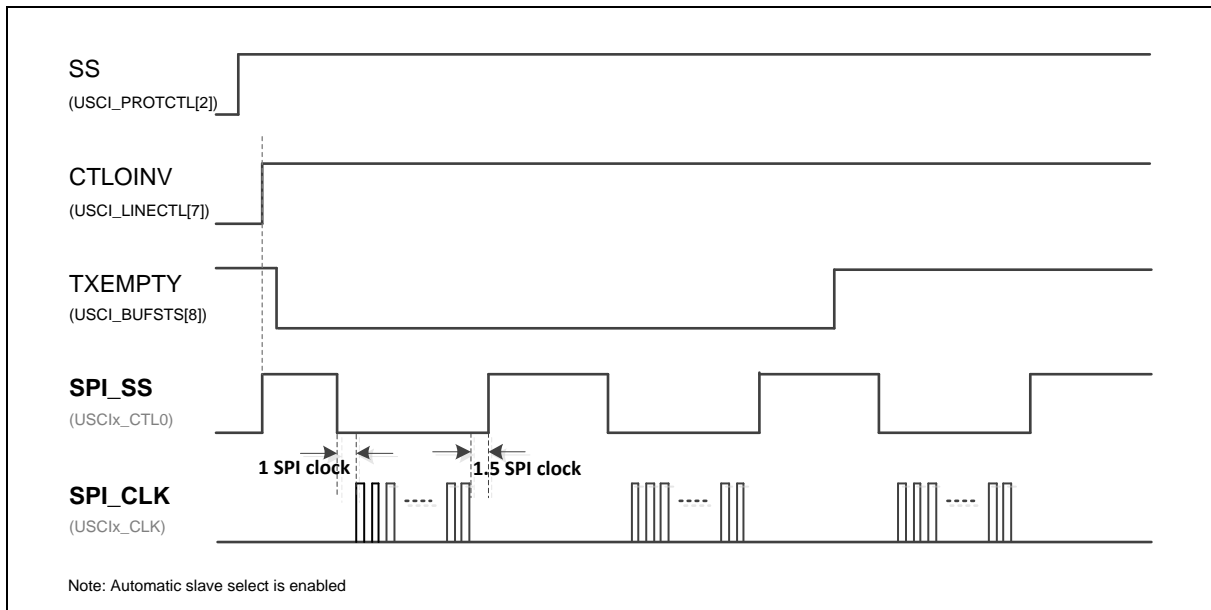 SS
(USCI_PROTCTL[2])
CTLOINV
(USCI_LINECTL[7])
TXEMPTY
(USCI_BUFSTS[8])
SPI_SS
(USCIx_CTL0)
1 SPI clock
1.5 SPI clock
SPI_CLK
(USCIx_CLK)
Note: Automatic slave select is enabled